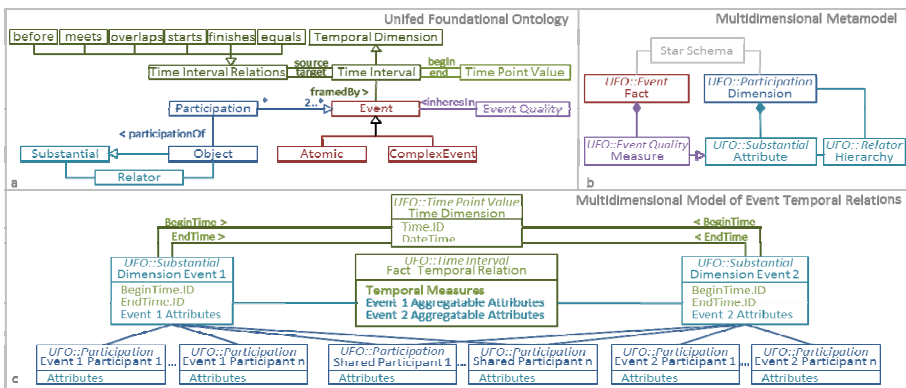 Unifed Foundational Ontology
before meets overlaps starts finishes equals
Temporal Dimension
Time Interval Relations
source
target
Time Interval
begin
end
Time Point Value
framedBy >
Participation
*
2..*
Event
<inheresIn
Event Quality
< participationOf
Substantial
Object
Atomic
ComplexEvent
Relator
a
Multidimensional Metamodel
Star Schema
UFO::Event
Fact
UFO::Participation
Dimension
UFO::Event Quality
Measure
UFO::Substantial
Attribute
UFO::Relator
Hierarchy
b
Multidimensional Model of Event Temporal Relations
UFO::Time Point Value
Time Dimension
Time.ID
DateTime
BeginTime >
EndTime >
< BeginTime
< EndTime
UFO::Substantial
Dimension Event 1
BeginTime.ID
EndTime.ID
Event 1 Attributes
UFO::Time Interval
Fact Temporal Relation
Temporal Measures
Event 1 Aggregatable Attributes
Event 2 Aggregatable Attributes
UFO::Substantial
Dimension Event 2
BeginTime.ID
EndTime.ID
Event 2 Attributes
UFO::Participation
Event 1 Participant 1
Attributes
...
UFO::Participation
Event 1 Participant n
Attributes
UFO::Participation
Shared Participant 1
Attributes
...
UFO::Participation
Shared Participant n
Attributes
UFO::Participation
Event 2 Participant 1
Attributes
...
UFO::Participation
Event 2 Participant n
Attributes
c